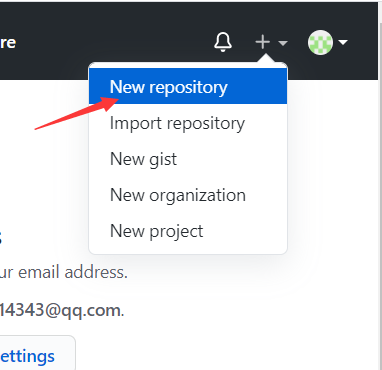 re
New repository
Import repository
New gist
New organization
New project
ur email address.
14343@qq.com.
ettings